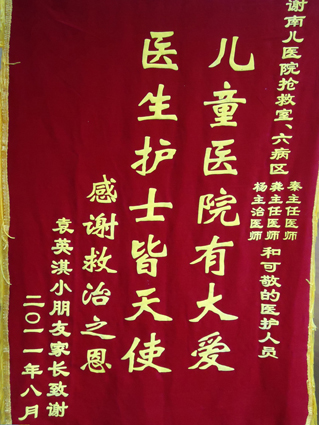 谢南儿医院抢救室、六病区
秦主任医师
龚主任医师
杨主治医师
和可敬的医护人员
儿童医院有大爱
医生护士皆天使
感谢救治之恩
袁英淇小朋友家长致谢
二〇一一年八月